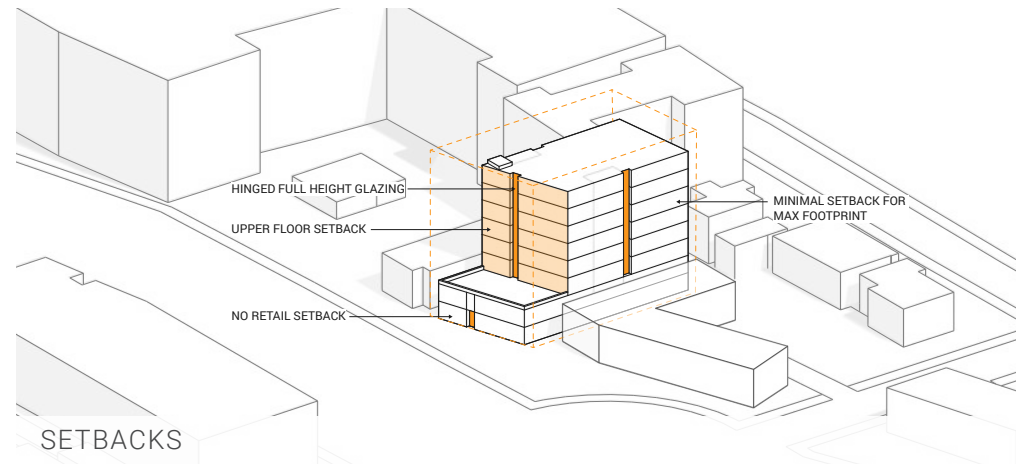 HINGED FULL HEIGHT GLAZING
UPPER FLOOR SETBACK
NO RETAIL SETBACK
MINIMAL SETBACK FOR
MAX FOOTPRINT
SETBACKS